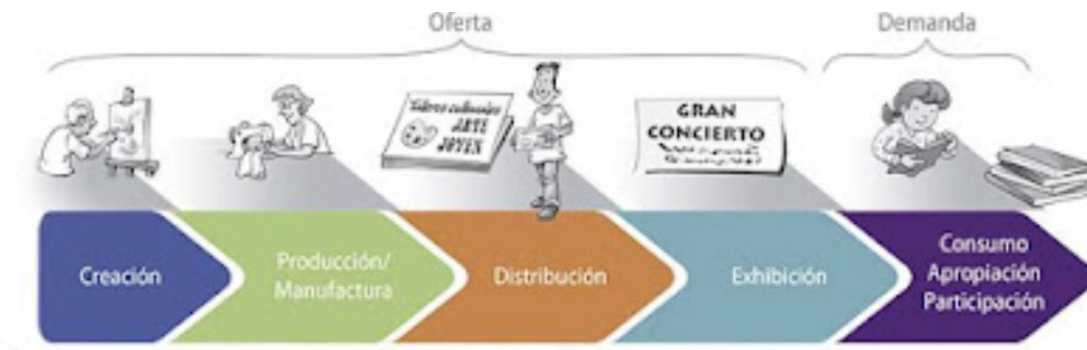 Oferta
Demanda
Talleres culturales
ARTE
JOVEN
GRAN
CONCIERTO
Creación
Producción/
Manufactura
Distribución
Exhibición
Consumo
Apropiación
Participación